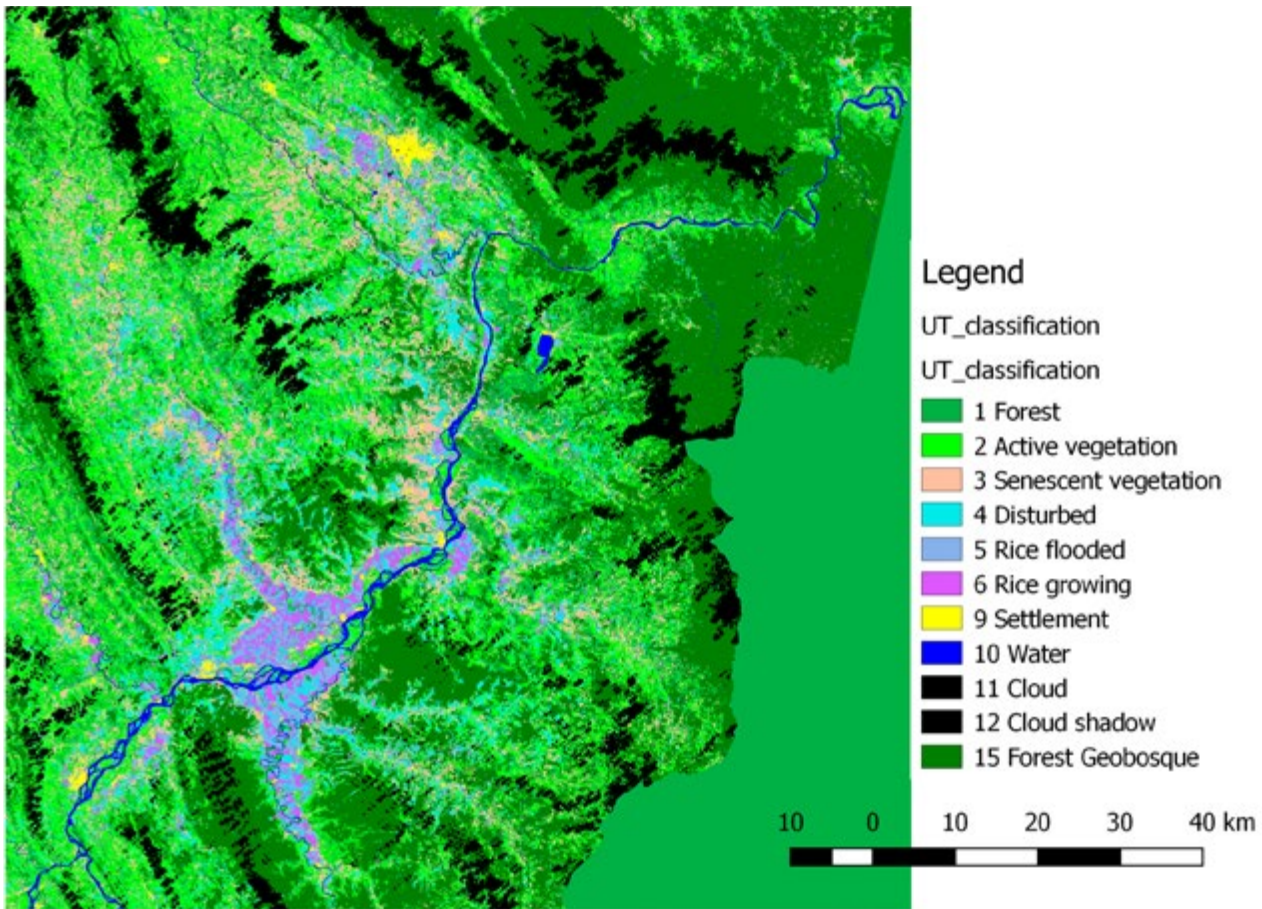 Legend
UT_classification
UT_classification
1 Forest
2 Active vegetation
3 Senescent vegetation
4 Disturbed
5 Rice flooded
6 Rice growing
9 Settlement
10 Water
11 Cloud
12 Cloud shadow
15 Forest Geobosque
10 0 10 20 30 40 km